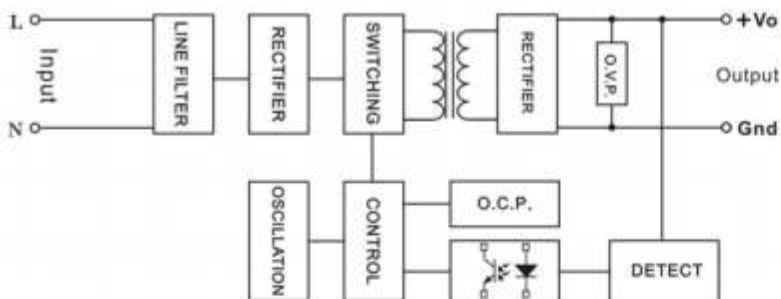 L
N
Input
LINE FILTER
RECTIFIER
SWITCHING
RECTIFIER
O.V.P.
+Vo
Output
Gnd
OSCILLATION
CONTROL
O.C.P.
DETECT